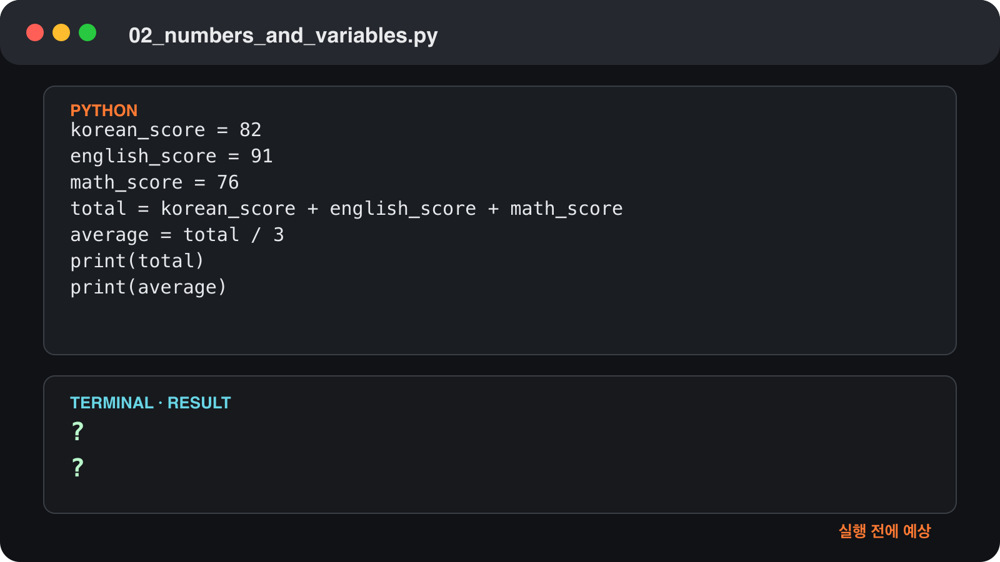 02_numbers_and_variables.py
PYTHON
korean_score = 82
english_score = 91
math_score = 76
total = korean_score + english_score + math_score
average = total / 3
print(total)
print(average)
TERMINAL · RESULT
?
?
실행 전에 예상